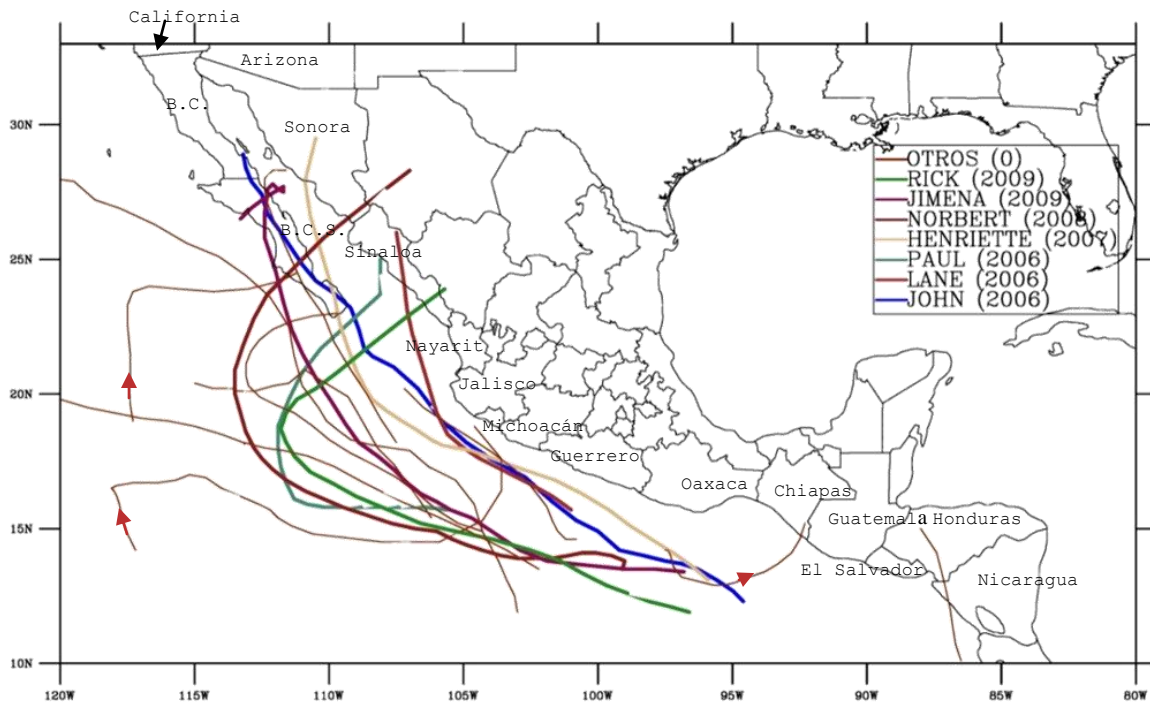 California
Arizona
B.C.
Sonora
30N
OTROS (0)
RICK (2009)
JIMENA (2009)
NORBERT (2008)
HENRIETTE (2007)
PAUL (2006)
LANE (2006)
JOHN (2006)
B.C.S.
Sinaloa
25N
Nayarit
20N
Jalisco
Michoacán
Guerrero
Oaxaca
Chiapas
15N
Guatemala
Honduras
El Salvador
Nicaragua
10N
120W
115W
110W
105W
100W
95W
90W
85W
80W